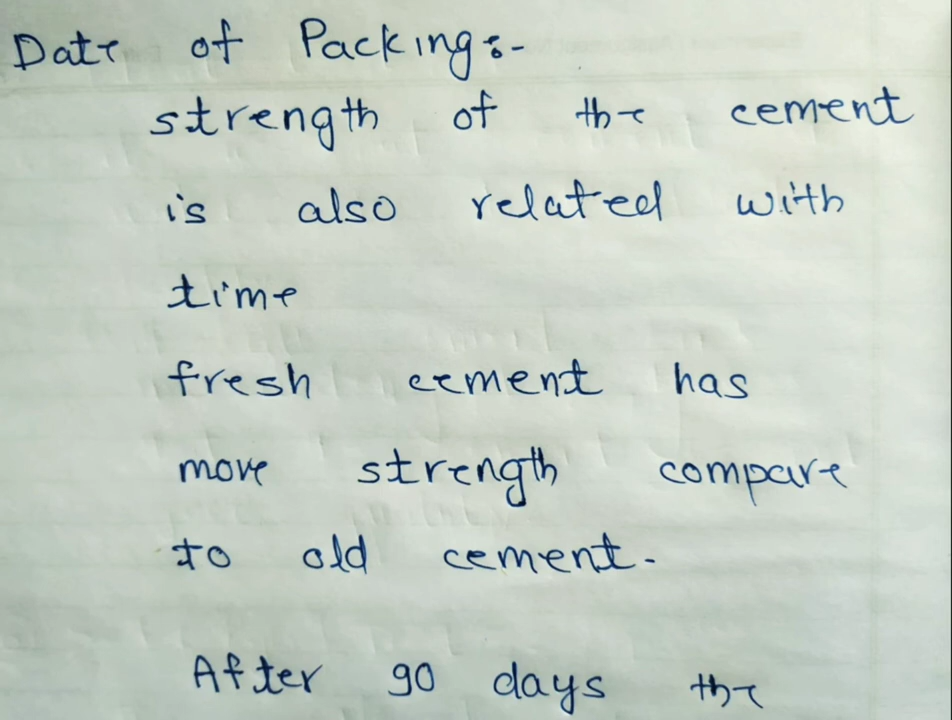 Date of Packing:-
strength of the cement
is also related with
time
fresh cement has
more strength compare
to old cement.
After 90 days the